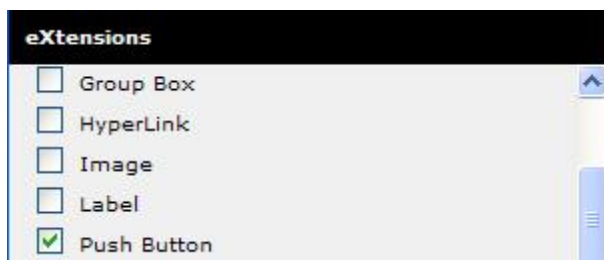 eXtensions
Group Box
HyperLink
Image
Label
Push Button